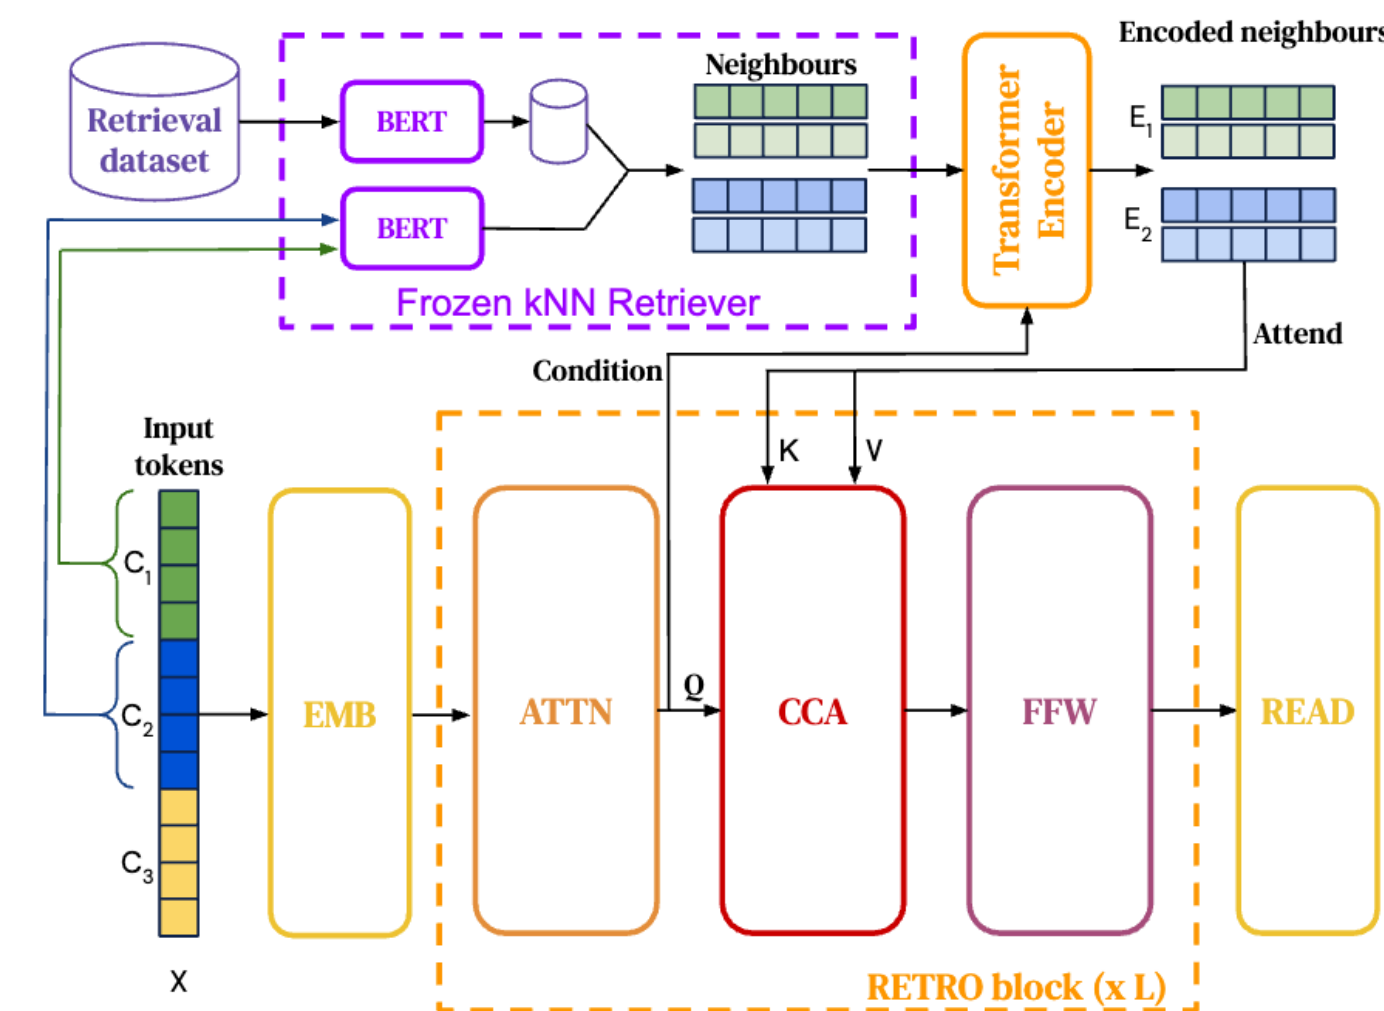 Encoded neighbours
Neighbours
Retrieval
dataset
BERT
BERT
Transformer
Encoder
E1
E2
Frozen kNN Retriever
Attend
Condition
Input
tokens
K
V
C1
C2
C3
Q
EMB
ATTN
CCA
FFW
READ
X
RETRO block (x L)